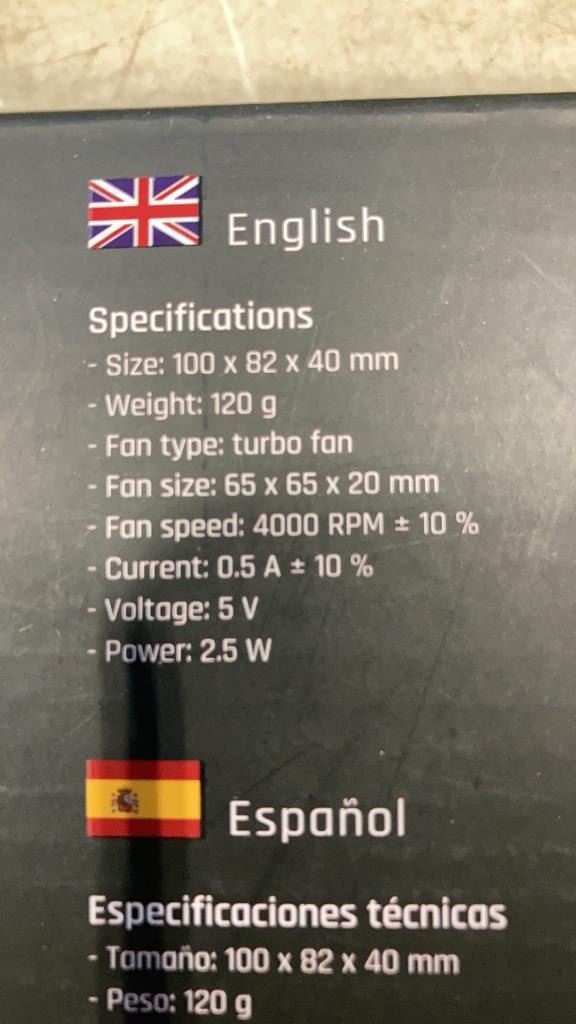 English
Specifications
- Size: 100 x 82 x 40 mm
- Weight: 120 g
- Fan type: turbo fan
- Fan size: 65 x 65 x 20 mm
- Fan speed: 4000 RPM ± 10 %
- Current: 0.5 A ± 10 %
- Voltage: 5 V
- Power: 2.5 W
Español
Especificaciones técnicas
- Tamaño: 100 x 82 x 40 mm
- Peso: 120 g